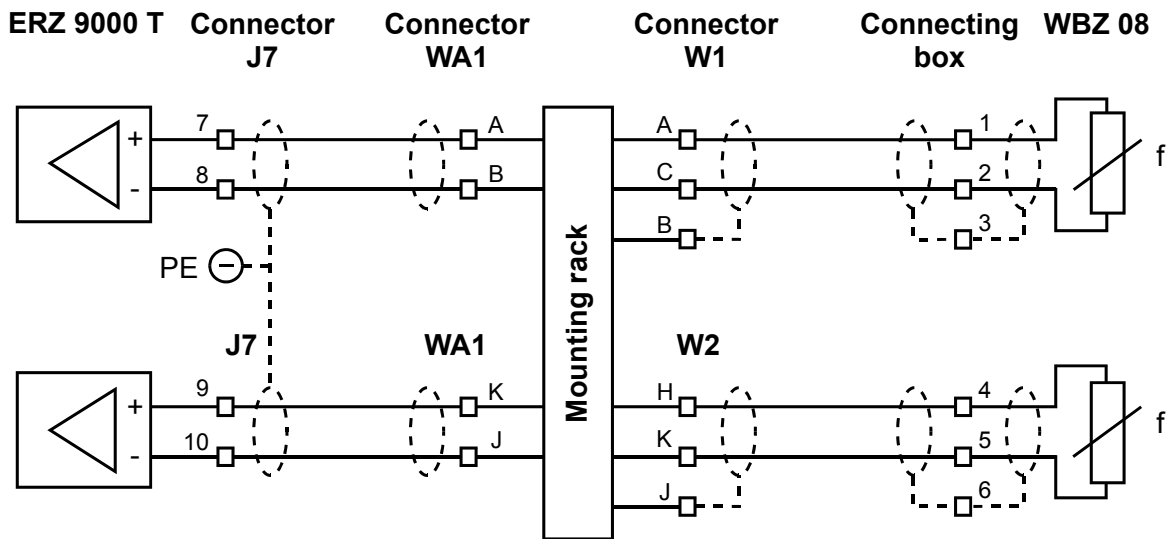 ERZ 9000 T Connector J7 Connector WA1 Connector W1 Connecting box WBZ 08
7 A A 1
+
8 B C 2 f
-
B 3
PE
Mounting rack
J7 WA1 W2
9 K H 4
+
10 J K 5 f
-
J 6